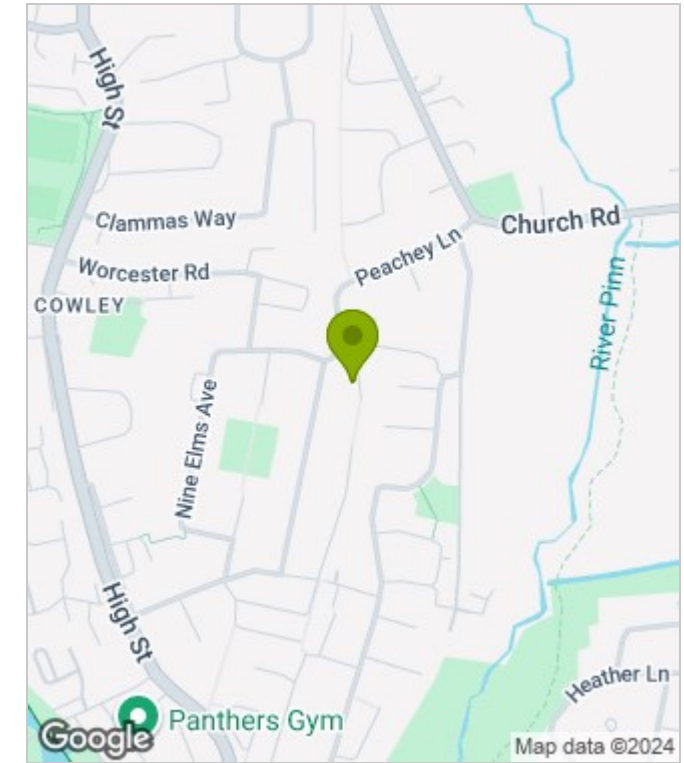 High St
Clammas Way
Church Rd
Peachey Ln
Worcester Rd
COWLEY
River Pinn
Nine Elms Ave
High St
Heather Ln
Panthers Gym
Google
Map data ©2024